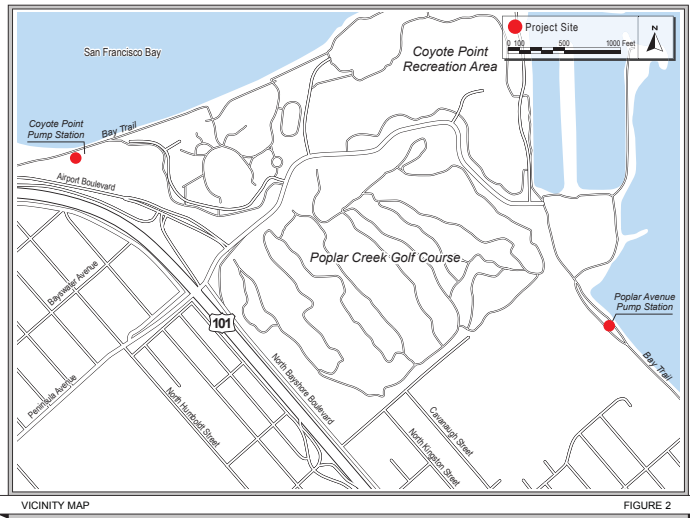 Project Site
N
0 100 500 1000 Feet
San Francisco Bay
Coyote Point
Recreation Area
Coyote Point
Pump Station
Bay Trail
Airport Boulevard
Poplar Creek Golf Course
Bayswater Avenue
Poplar Avenue
Pump Station
101
Bay Trail
North Bayshore Boulevard
Peninsula Avenue
North Humboldt Street
Cavanaugh Street
North Kingston Street
VICINITY MAP
FIGURE 2